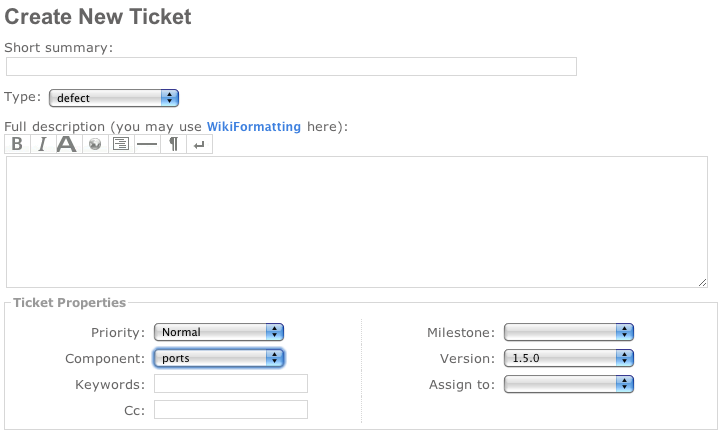 Create New Ticket
Short summary:
Type: defect
Full description (you may use WikiFormatting here):
B I A ¶ ↵
Ticket Properties
Priority: Normal Milestone:
Component: ports Version: 1.5.0
Keywords: Assign to:
Cc: